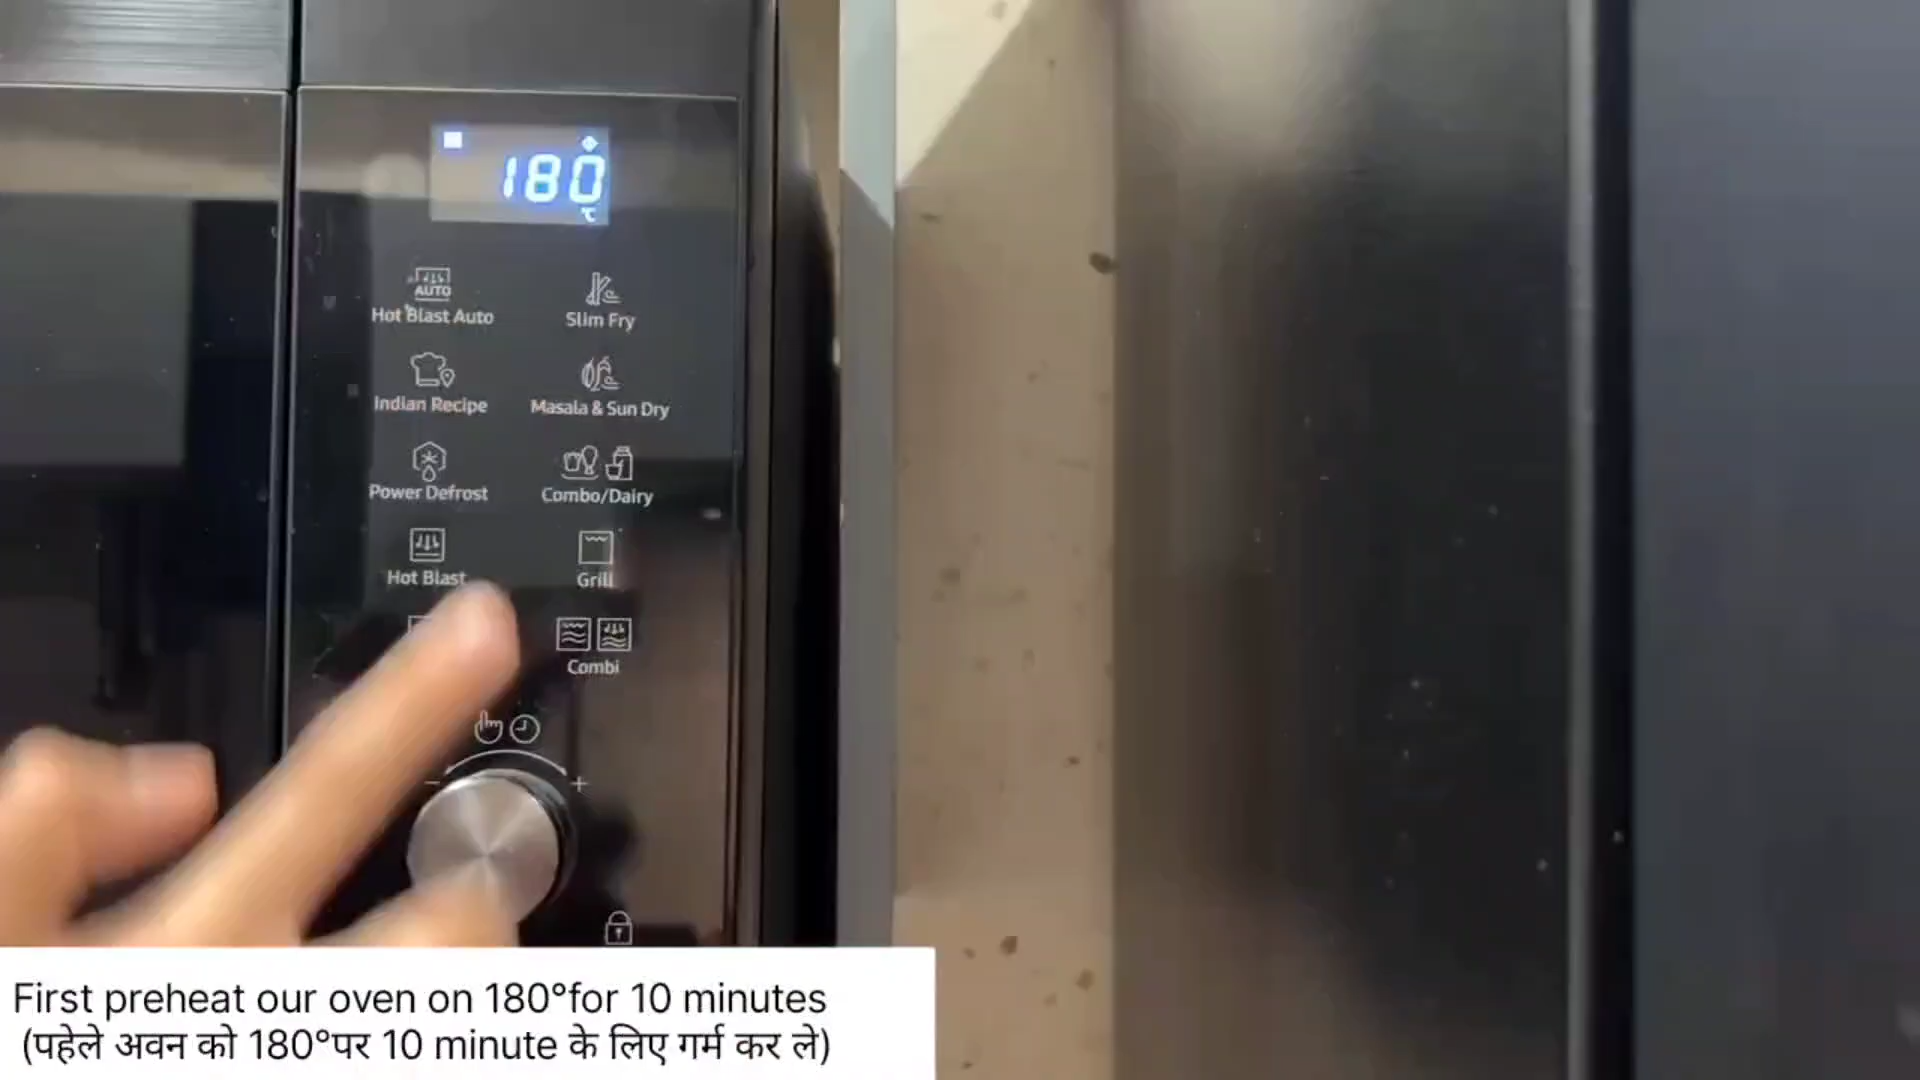 180
°C
AUTO
Hot Blast Auto
Slim Fry
Indian Recipe
Masala & Sun Dry
Power Defrost
Combo/Dairy
Hot Blast
Grill
Combi
- +
First preheat our oven on 180°for 10 minutes
(पहेले अवन को 180°पर 10 minute के लिए गर्म कर ले)